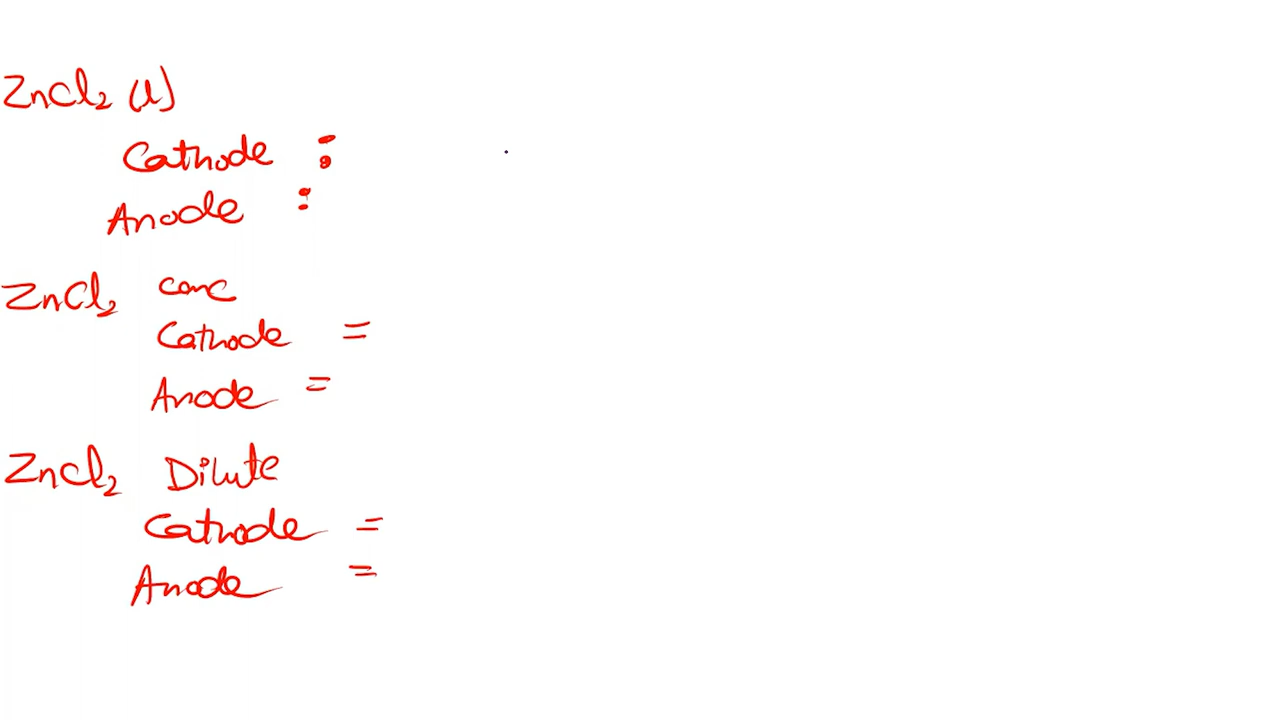 ZnCl₂ (l)
Cathode :
Anode :
ZnCl₂ conc
Cathode =
Anode =
ZnCl₂ Dilute
Cathode =
Anode =